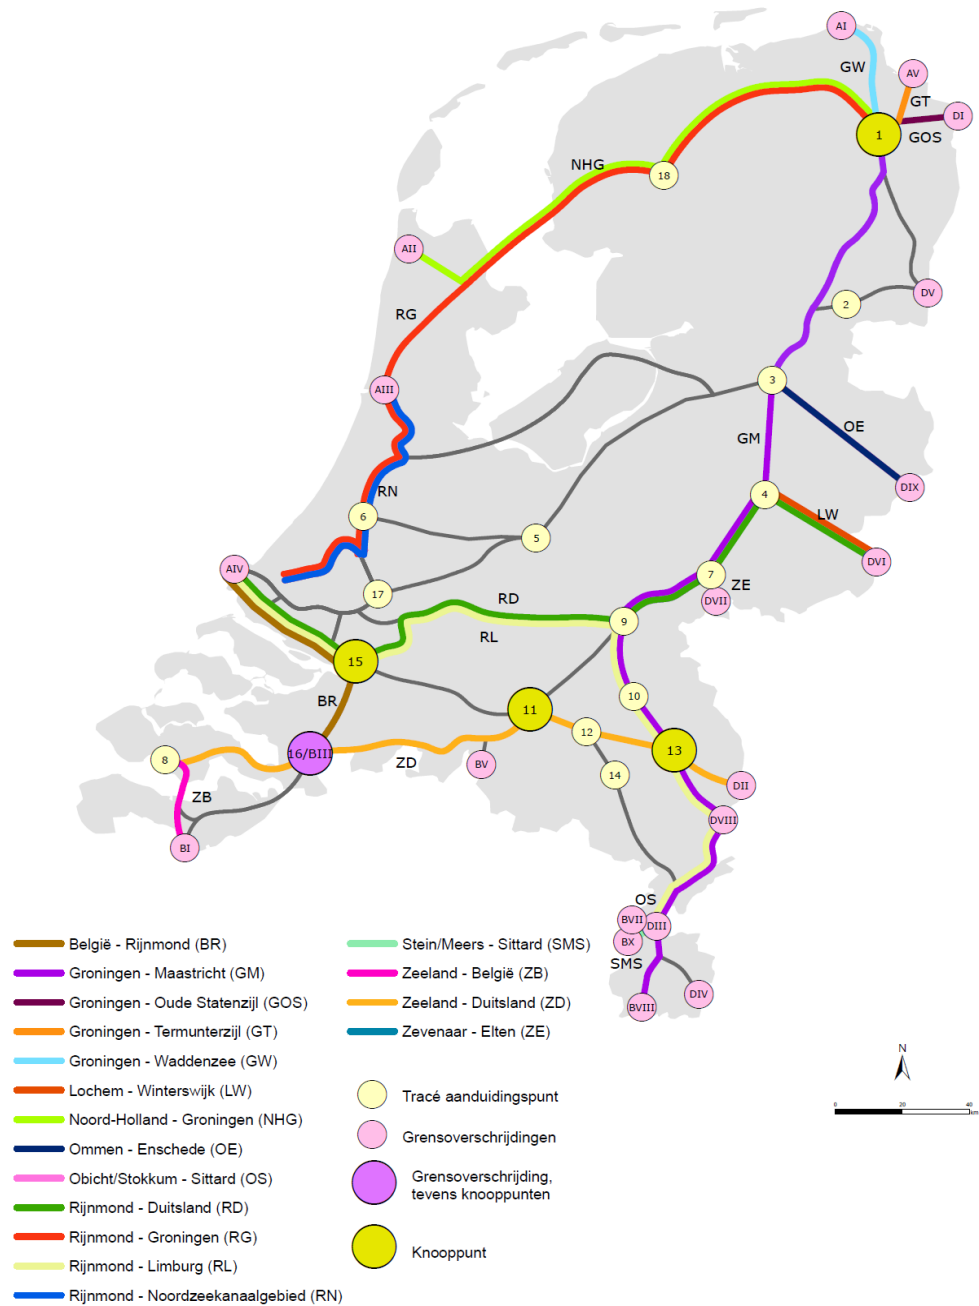 AI
GW
AV
GT
DI
1
GOS
NHG
18
AII
DV
2
RG
3
AIII
OE
GM
DIX
RN
4
LW
6
5
DVI
AIV
7
ZE
17
RD
DVII
9
RL
15
10
BR
11
12
13
16/BIII
8
ZD
BV
14
DII
ZB
DVIII
BI
OS
BVII
DIII
BX
SMS
DIV
BVIII
België - Rijnmond (BR)
Groningen - Maastricht (GM)
Groningen - Oude Statenzijl (GOS)
Groningen - Termunterzijl (GT)
Groningen - Waddenzee (GW)
Lochem - Winterswijk (LW)
Noord-Holland - Groningen (NHG)
Ommen - Enschede (OE)
Obicht/Stokkum - Sittard (OS)
Rijnmond - Duitsland (RD)
Rijnmond - Groningen (RG)
Rijnmond - Limburg (RL)
Rijnmond - Noordzeekanaalgebied (RN)
Stein/Meers - Sittard (SMS)
Zeeland - België (ZB)
Zeeland - Duitsland (ZD)
Zevenaar - Elten (ZE)
Tracé aanduidingspunt
Grensoverschrijdingen
Grensoverschrijding,
tevens knooppunten
Knooppunt
N
0 20 40
km